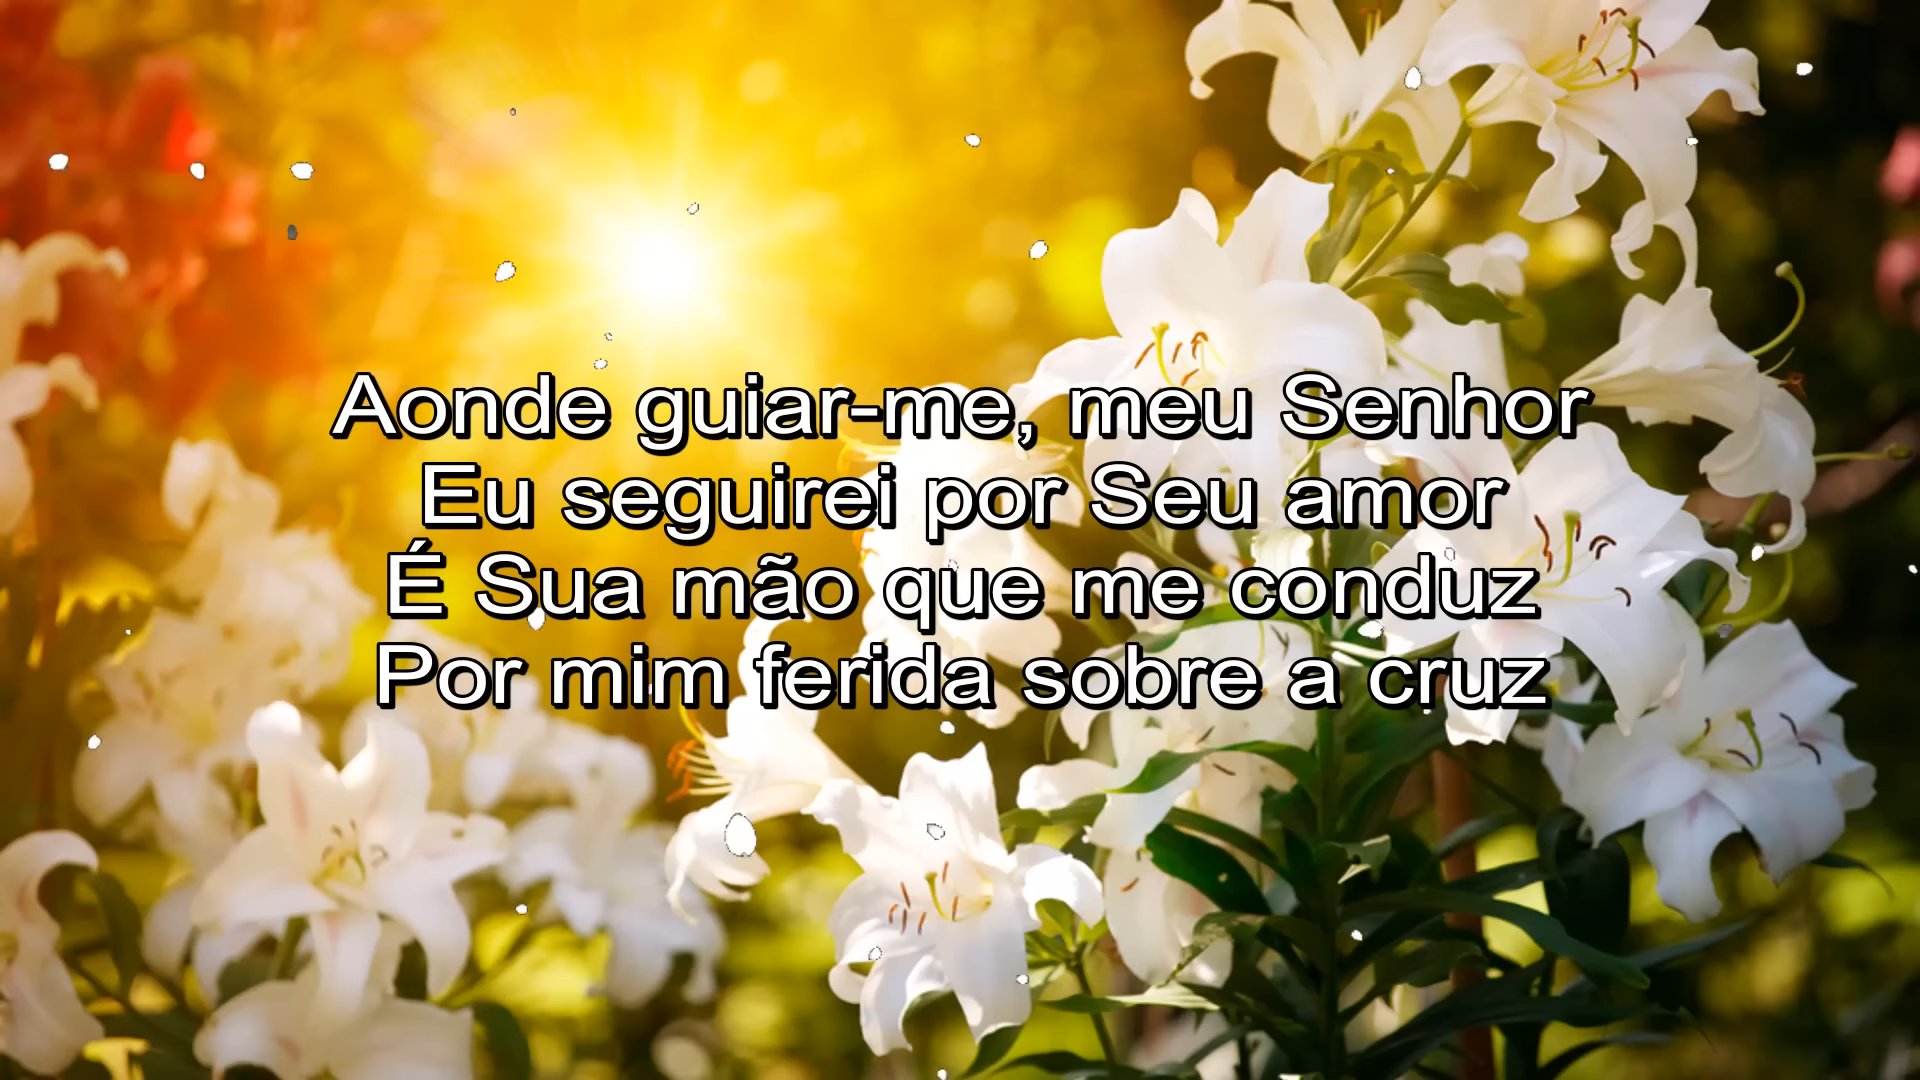 Aonde guiar-me, meu Senhor
Eu seguirei por Seu amor
É Sua mão que me conduz
Por mim ferida sobre a cruz